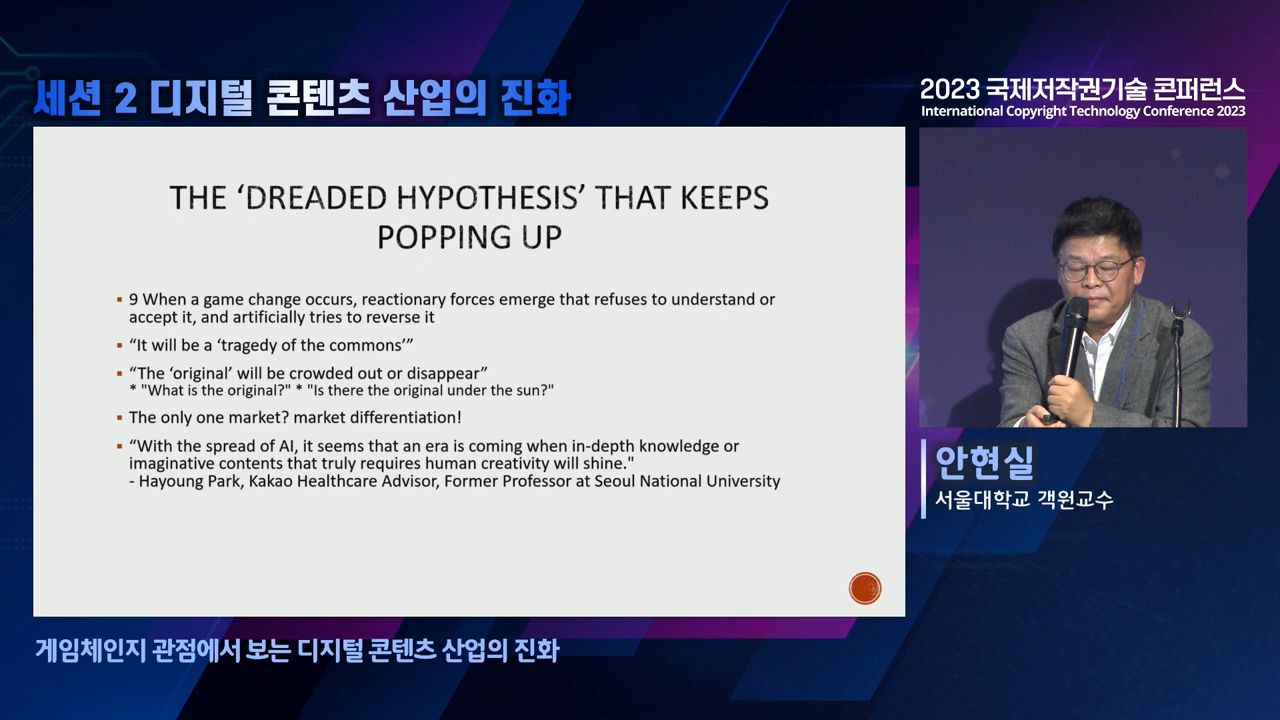 세션 2 디지털 콘텐츠 산업의 진화
2023 국제저작권기술 콘퍼런스
International Copyright Technology Conference 2023
THE ‘DREADED HYPOTHESIS’ THAT KEEPS
POPPING UP
▪ 9 When a game change occurs, reactionary forces emerge that refuses to understand or
accept it, and artificially tries to reverse it
▪ “It will be a ‘tragedy of the commons’”
▪ “The ‘original’ will be crowded out or disappear”
* "What is the original?" * "Is there the original under the sun?"
▪ The only one market? market differentiation!
▪ “With the spread of AI, it seems that an era is coming when in-depth knowledge or
imaginative contents that truly requires human creativity will shine."
- Hayoung Park, Kakao Healthcare Advisor, Former Professor at Seoul National University
안현실
서울대학교 객원교수
게임체인지 관점에서 보는 디지털 콘텐츠 산업의 진화